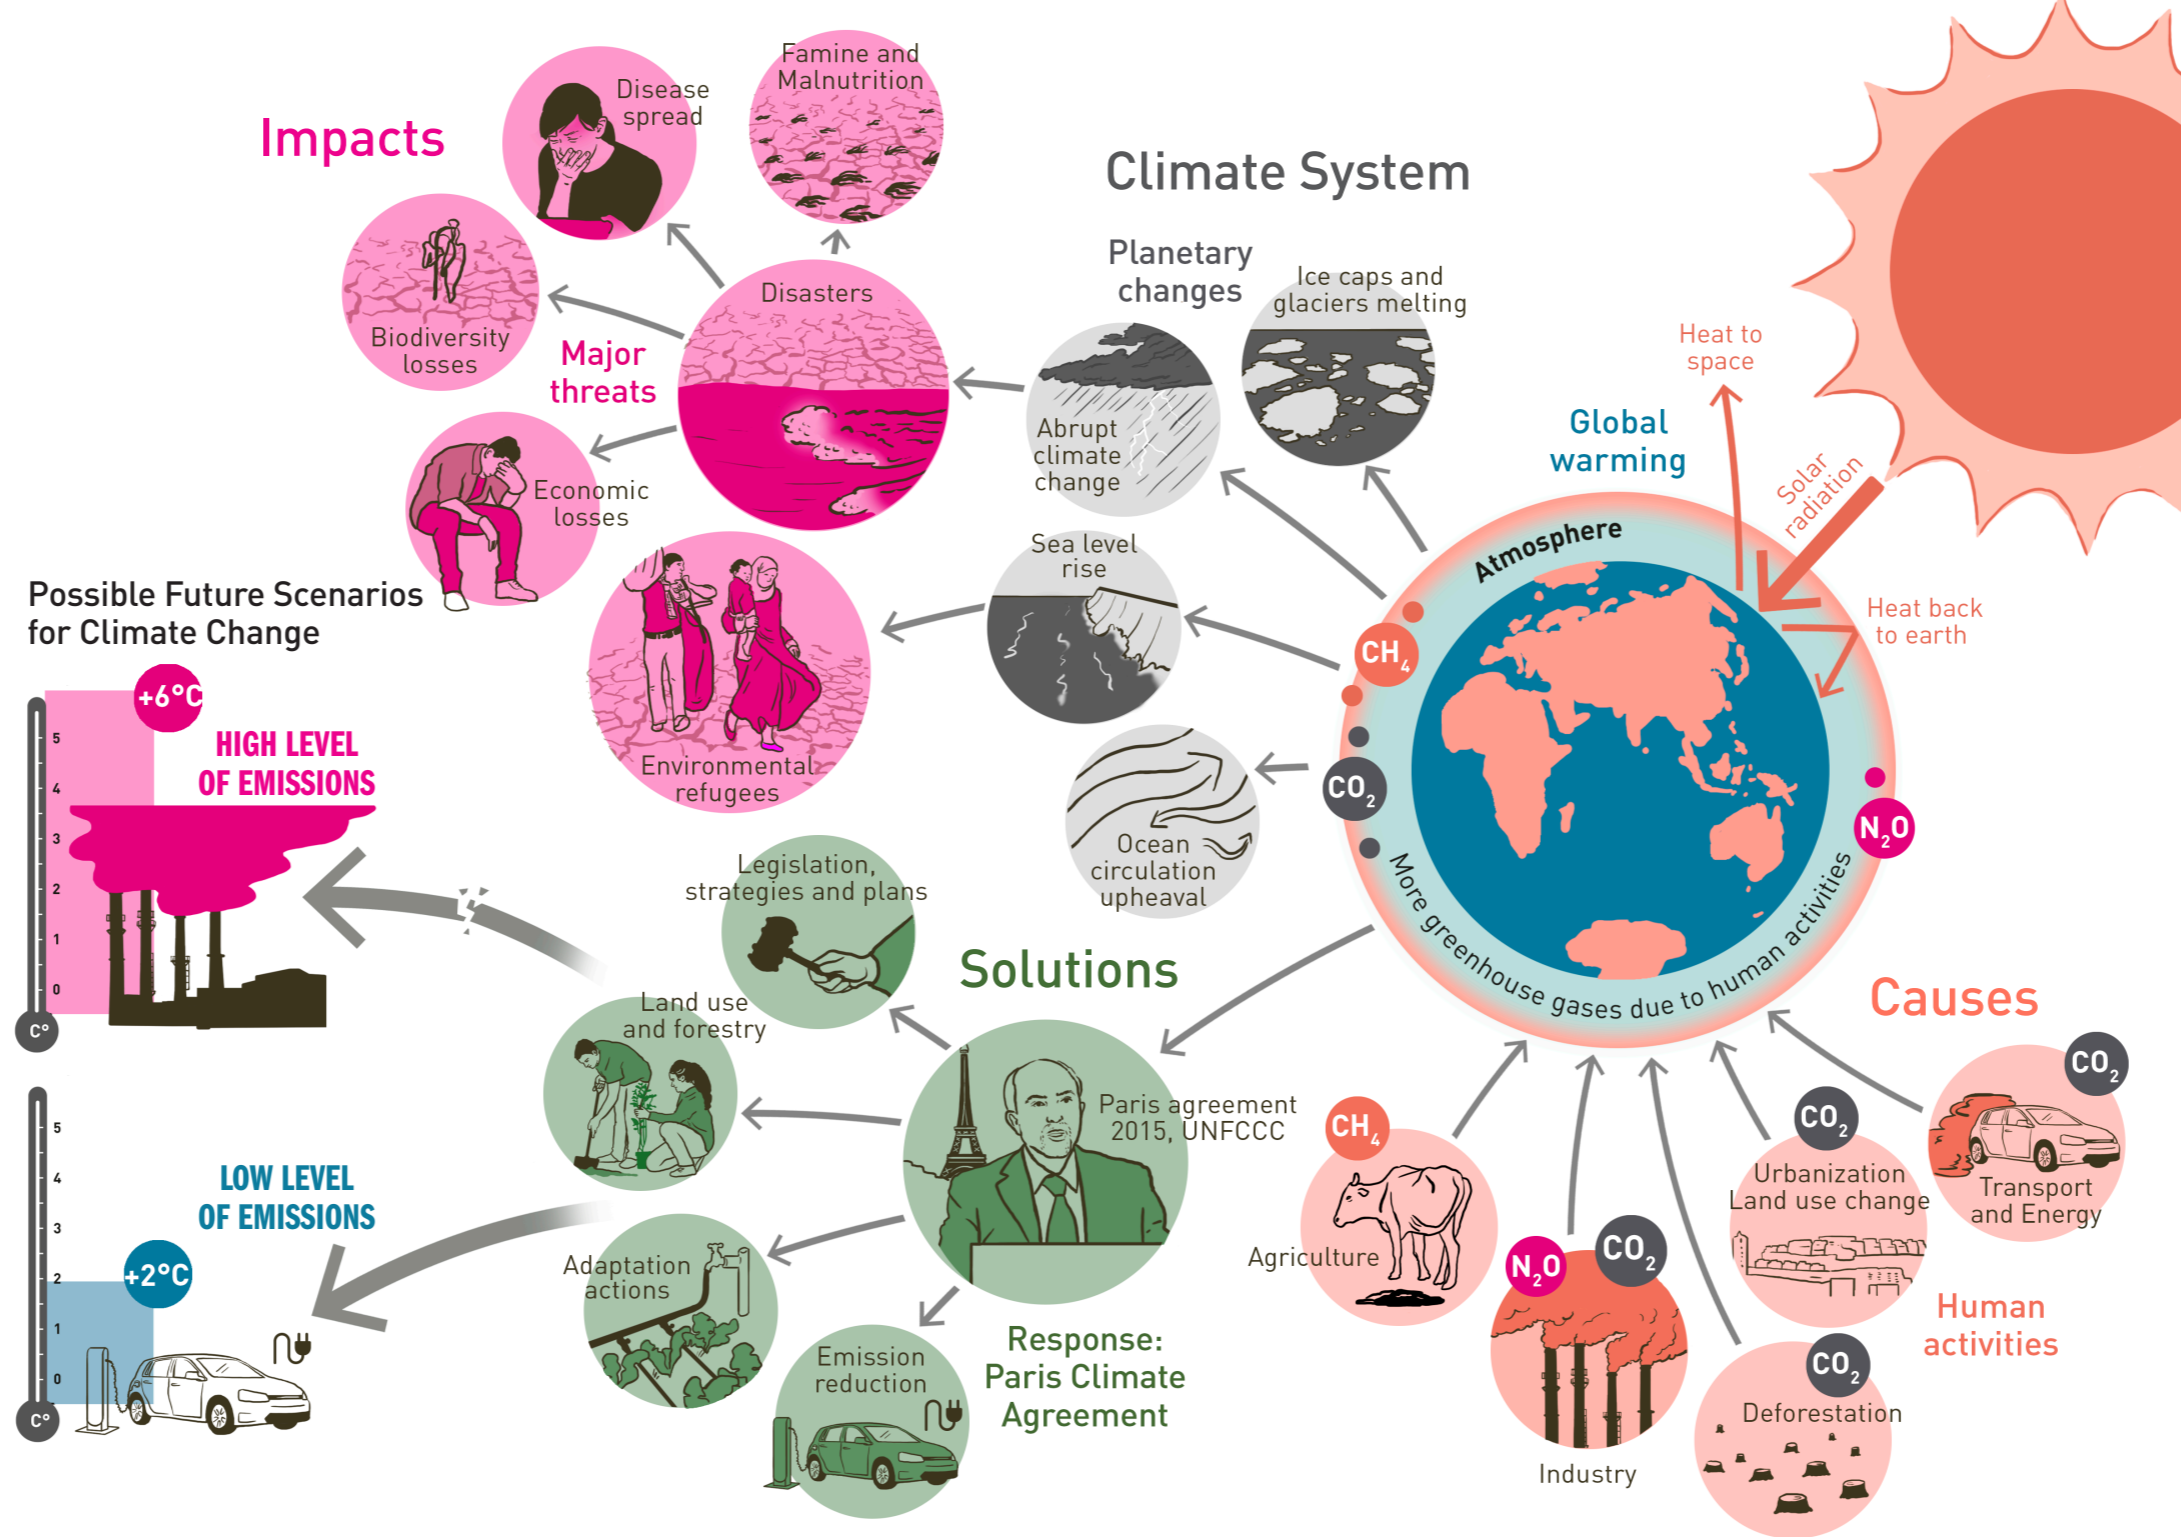 Impacts
Disease
spread
Famine and
Malnutrition
Biodiversity
losses
Major
threats
Disasters
Economic
losses
Environmental
refugees
Climate System
Planetary
changes
Ice caps and
glaciers melting
Abrupt
climate
change
Sea level
rise
Ocean
circulation
upheaval
Global
warming
Heat to
space
Solar
radiation
Heat back
to earth
Atmosphere
CH₄
CO₂
N₂O
More greenhouse gases due to human activities
Possible Future Scenarios
for Climate Change
+6°C
HIGH LEVEL
OF EMISSIONS
5
4
3
2
1
0
C°
LOW LEVEL
OF EMISSIONS
+2°C
5
4
3
2
1
0
C°
Solutions
Legislation,
strategies and plans
Land use
and forestry
Adaptation
actions
Emission
reduction
Paris agreement
2015, UNFCCC
Response:
Paris Climate
Agreement
Causes
CH₄
Agriculture
N₂O
CO₂
Industry
CO₂
Urbanization
Land use change
CO₂
Transport
and Energy
CO₂
Deforestation
Human
activities